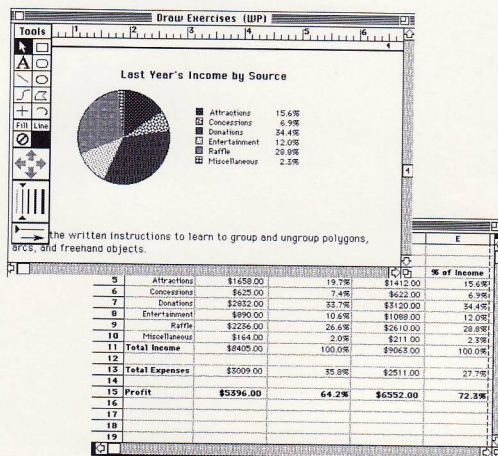 Draw Exercises (WP)
Tools
1 2 3 4 5 6
A
Fill Line
Last Year's Income by Source
Attractions 15.6%
Concessions 6.9%
Donations 34.4%
Entertainment 12.0%
Raffle 28.8%
Miscellaneous 2.3%
the written instructions to learn to group and ungroup polygons,
arcs, and freehand objects.
E
% of Income
5 Attractions $1658.00 19.7% $1412.00 15.6%
6 Concessions $625.00 7.4% $622.00 6.9%
7 Donations $2832.00 33.7% $3120.00 34.4%
8 Entertainment $890.00 10.6% $1088.00 12.0%
9 Raffle $2236.00 26.6% $2610.00 28.8%
10 Miscellaneous $164.00 2.0% $211.00 2.3%
11 Total Income $8405.00 100.0% $9063.00 100.0%
12
13 Total Expenses $3009.00 35.8% $2511.00 27.7%
14
15 Profit $5396.00 64.2% $6552.00 72.3%
16
17
18
19